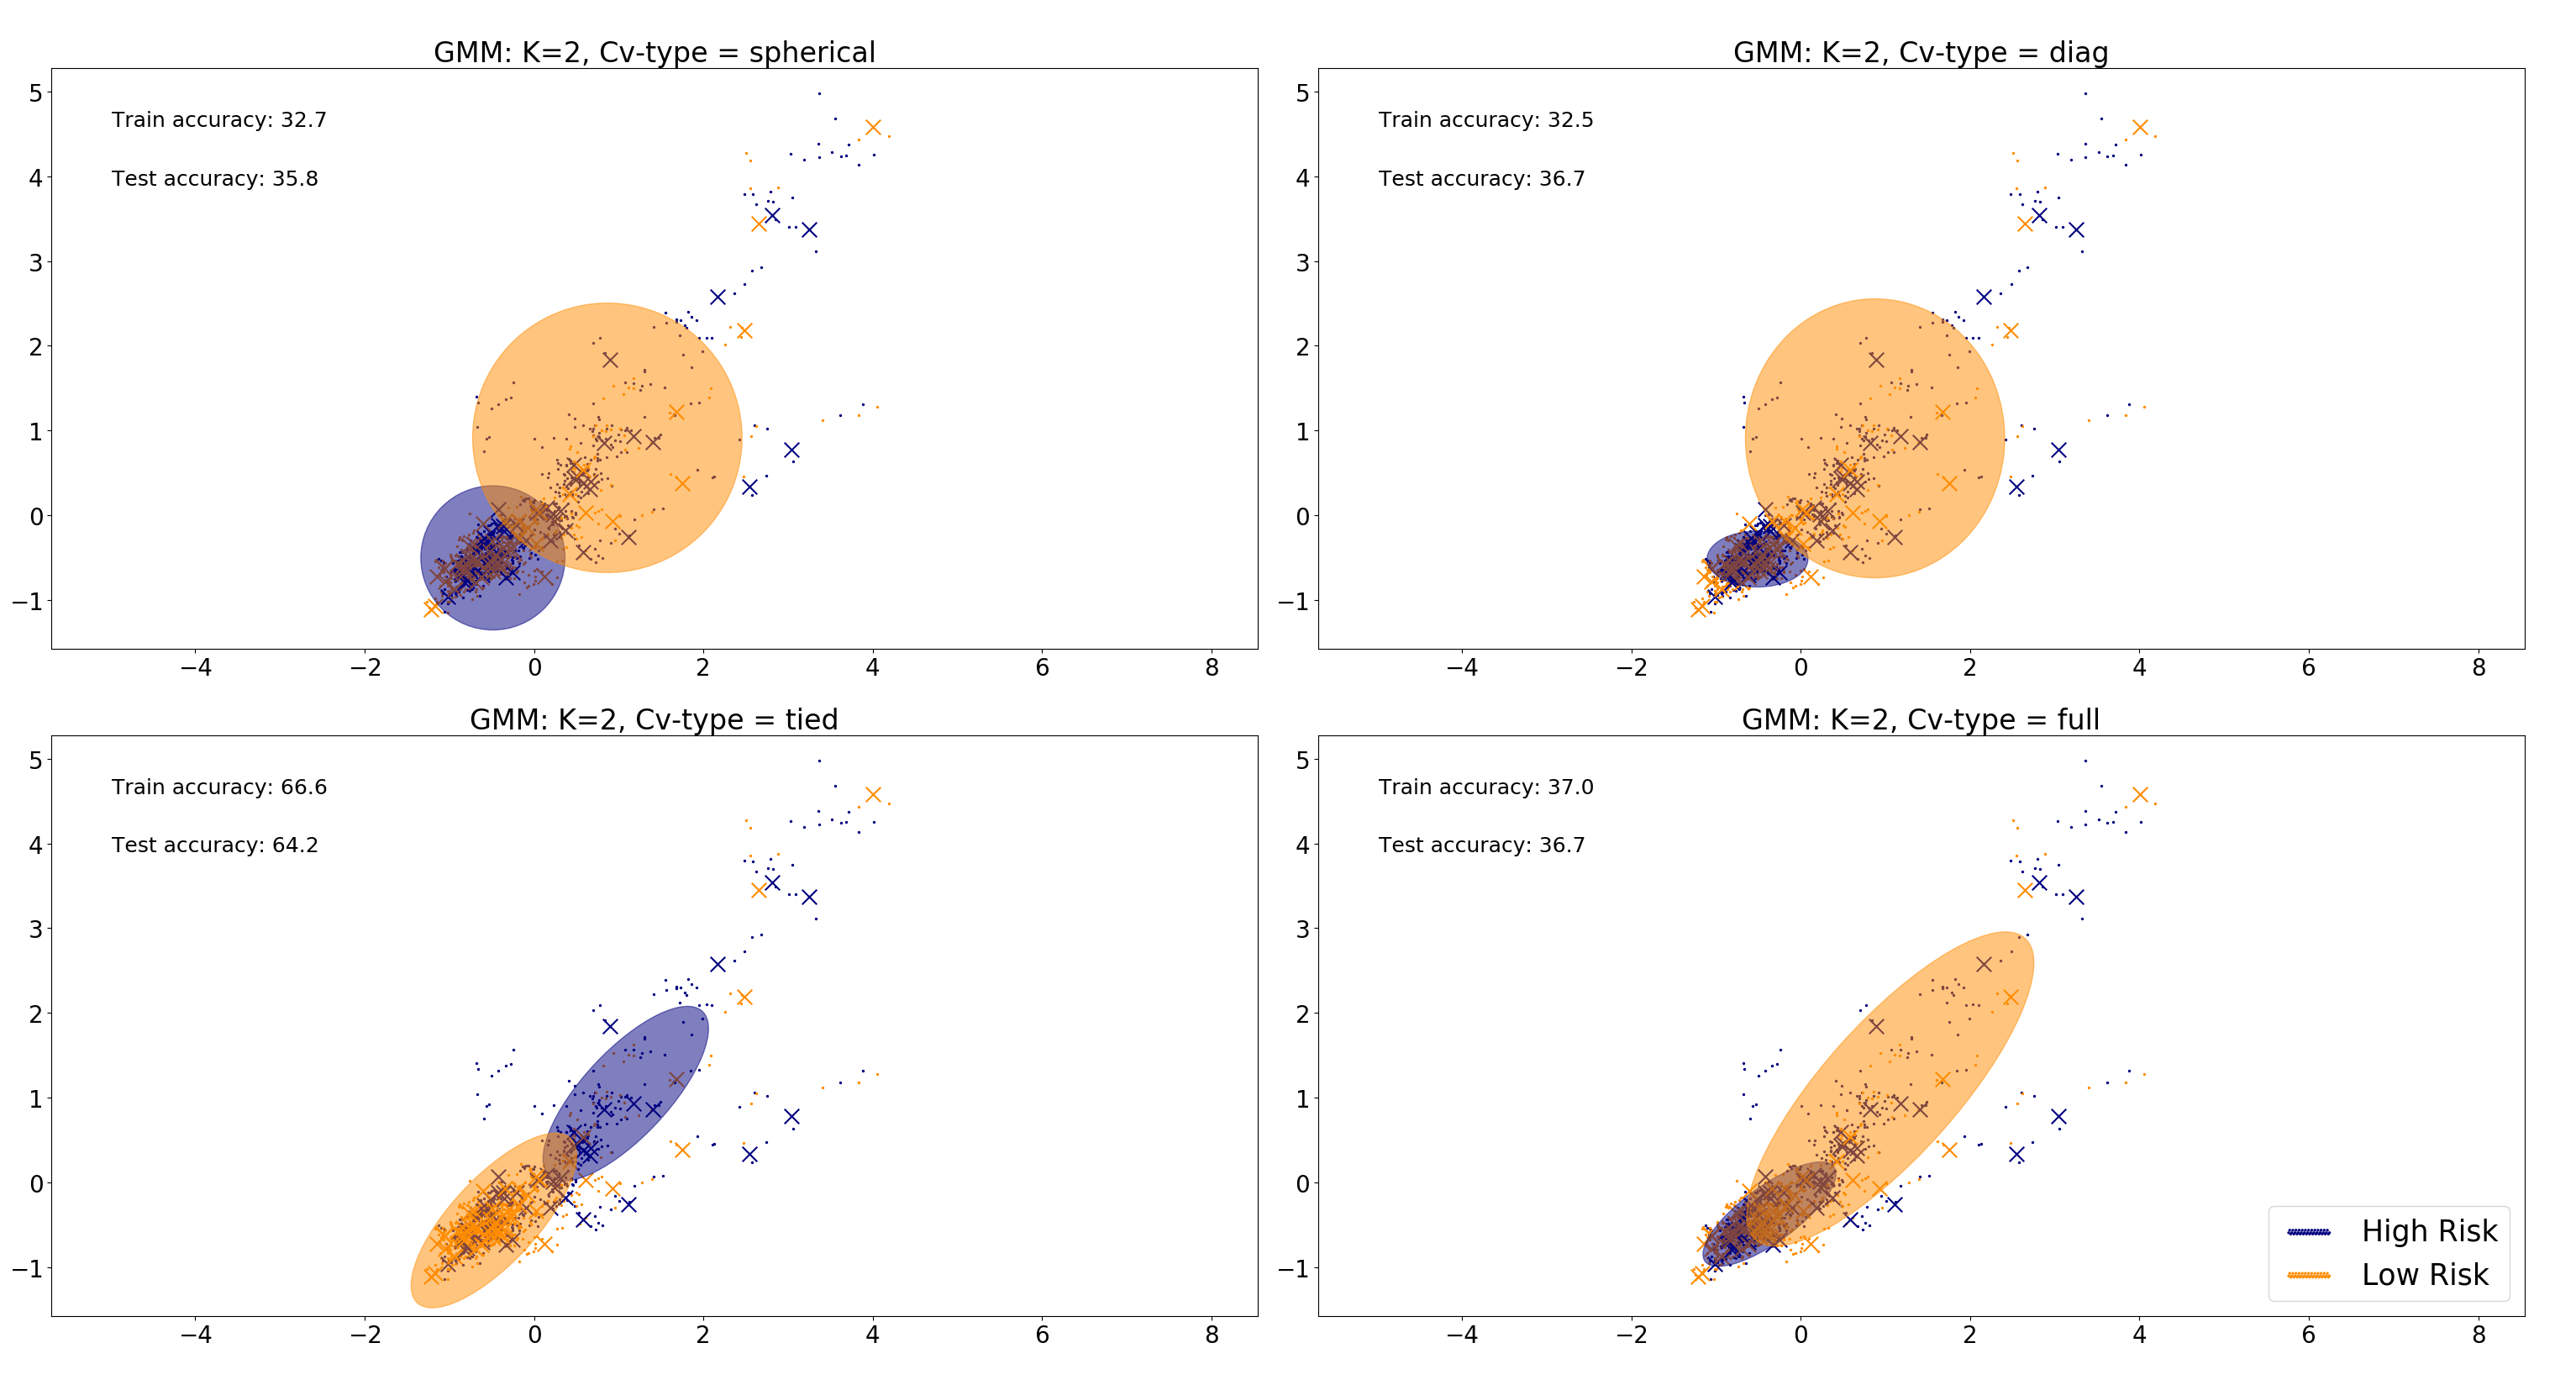 GMM: K=2, Cv-type = spherical
Train accuracy: 32.7
Test accuracy: 35.8
5
4
3
2
1
0
−1
−4 −2 0 2 4 6 8
GMM: K=2, Cv-type = diag
Train accuracy: 32.5
Test accuracy: 36.7
5
4
3
2
1
0
−1
−4 −2 0 2 4 6 8
GMM: K=2, Cv-type = tied
Train accuracy: 66.6
Test accuracy: 64.2
5
4
3
2
1
0
−1
−4 −2 0 2 4 6 8
GMM: K=2, Cv-type = full
Train accuracy: 37.0
Test accuracy: 36.7
5
4
3
2
1
0
−1
−4 −2 0 2 4 6 8
High Risk
Low Risk